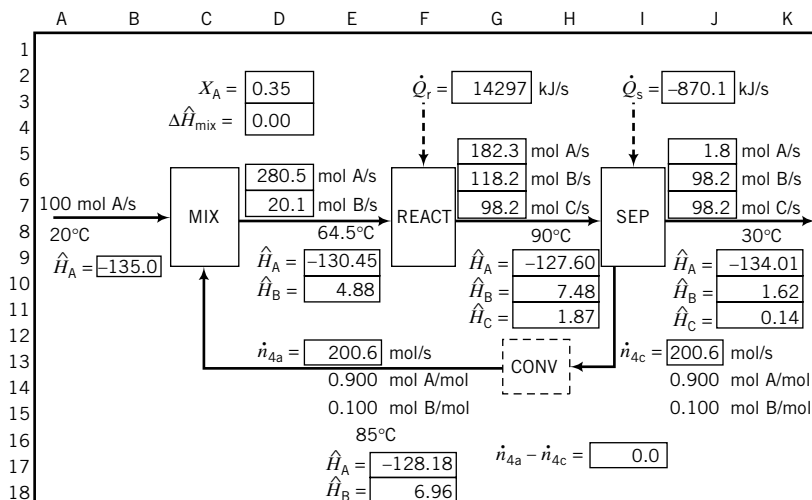 A B C D E F G H I J K
1
2
3
4
5
6
7
8
9
10
11
12
13
14
15
16
17
18
X_A = 0.35
ΔĤ_mix = 0.00
Q̇_r = 14297 kJ/s
Q̇_s = −870.1 kJ/s
100 mol A/s
20°C
Ĥ_A = −135.0
MIX
280.5 mol A/s
20.1 mol B/s
64.5°C
Ĥ_A = −130.45
Ĥ_B = 4.88
REACT
182.3 mol A/s
118.2 mol B/s
98.2 mol C/s
90°C
Ĥ_A = −127.60
Ĥ_B = 7.48
Ĥ_C = 1.87
SEP
1.8 mol A/s
98.2 mol B/s
98.2 mol C/s
30°C
Ĥ_A = −134.01
Ĥ_B = 1.62
Ĥ_C = 0.14
ṅ_4a = 200.6 mol/s
0.900 mol A/mol
0.100 mol B/mol
85°C
Ĥ_A = −128.18
Ĥ_B = 6.96
CONV
ṅ_4c = 200.6 mol/s
0.900 mol A/mol
0.100 mol B/mol
ṅ_4a − ṅ_4c = 0.0